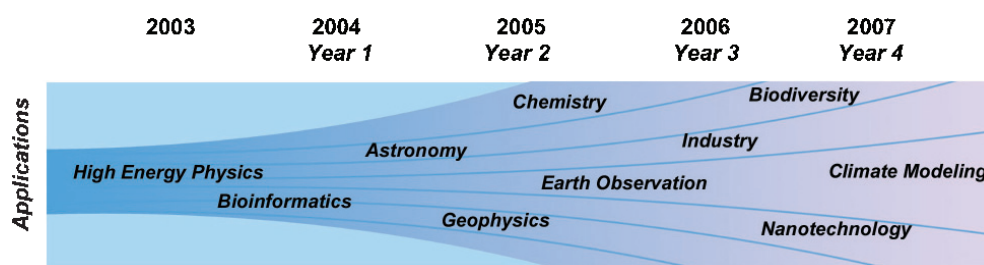 2003 2004 2005 2006 2007
Year 1 Year 2 Year 3 Year 4
Applications
Chemistry
Biodiversity
Astronomy
Industry
High Energy Physics
Earth Observation
Climate Modeling
Bioinformatics
Geophysics
Nanotechnology